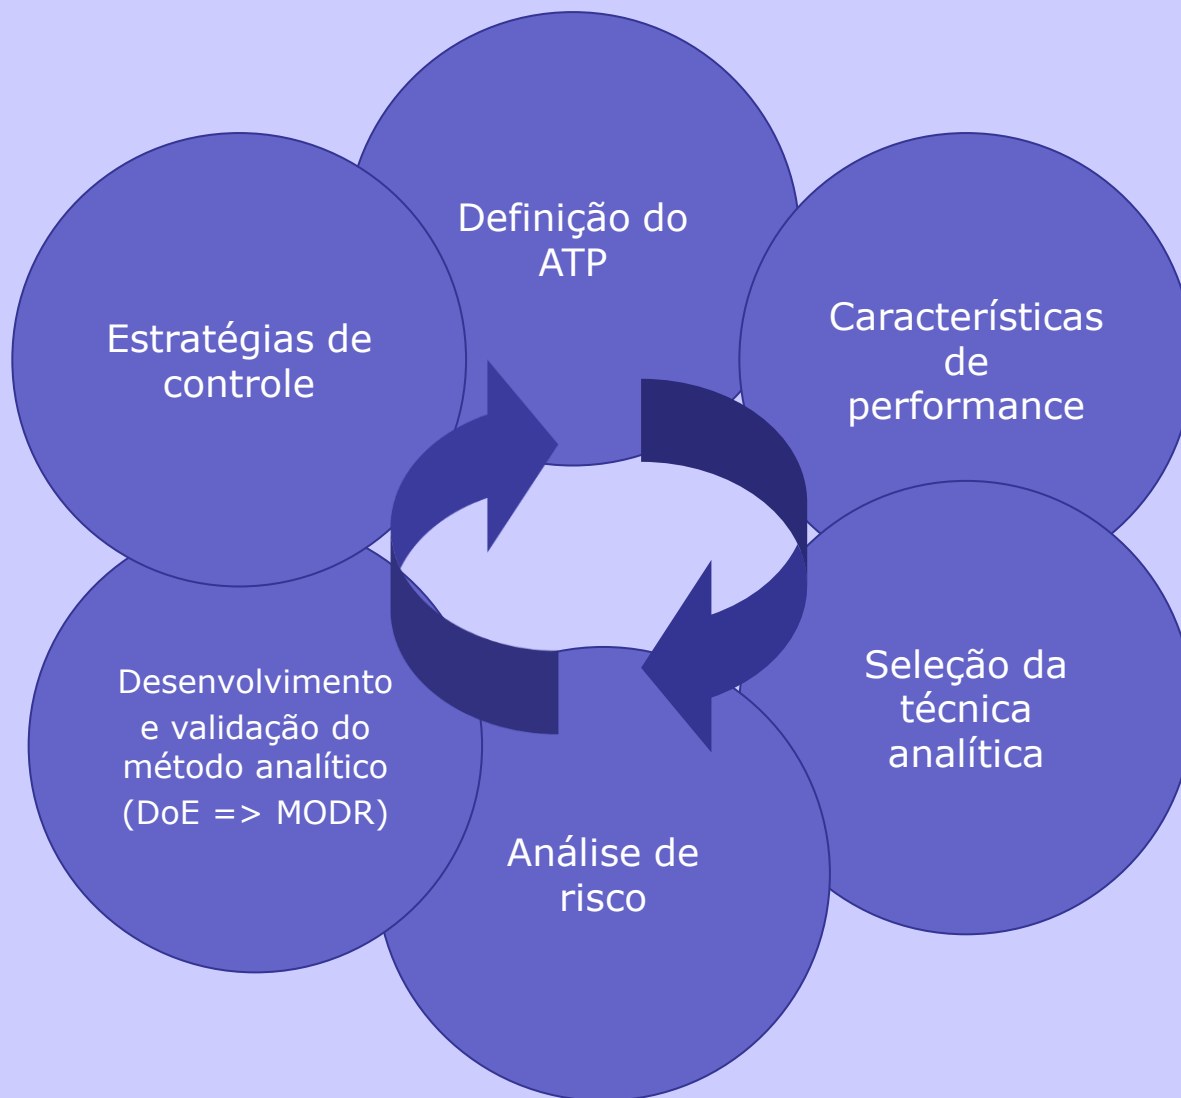 Definição do
ATP
Características
de
performance
Seleção da
técnica
analítica
Análise de
risco
Desenvolvimento
e validação do
método analítico
(DoE => MODR)
Estratégias de
controle